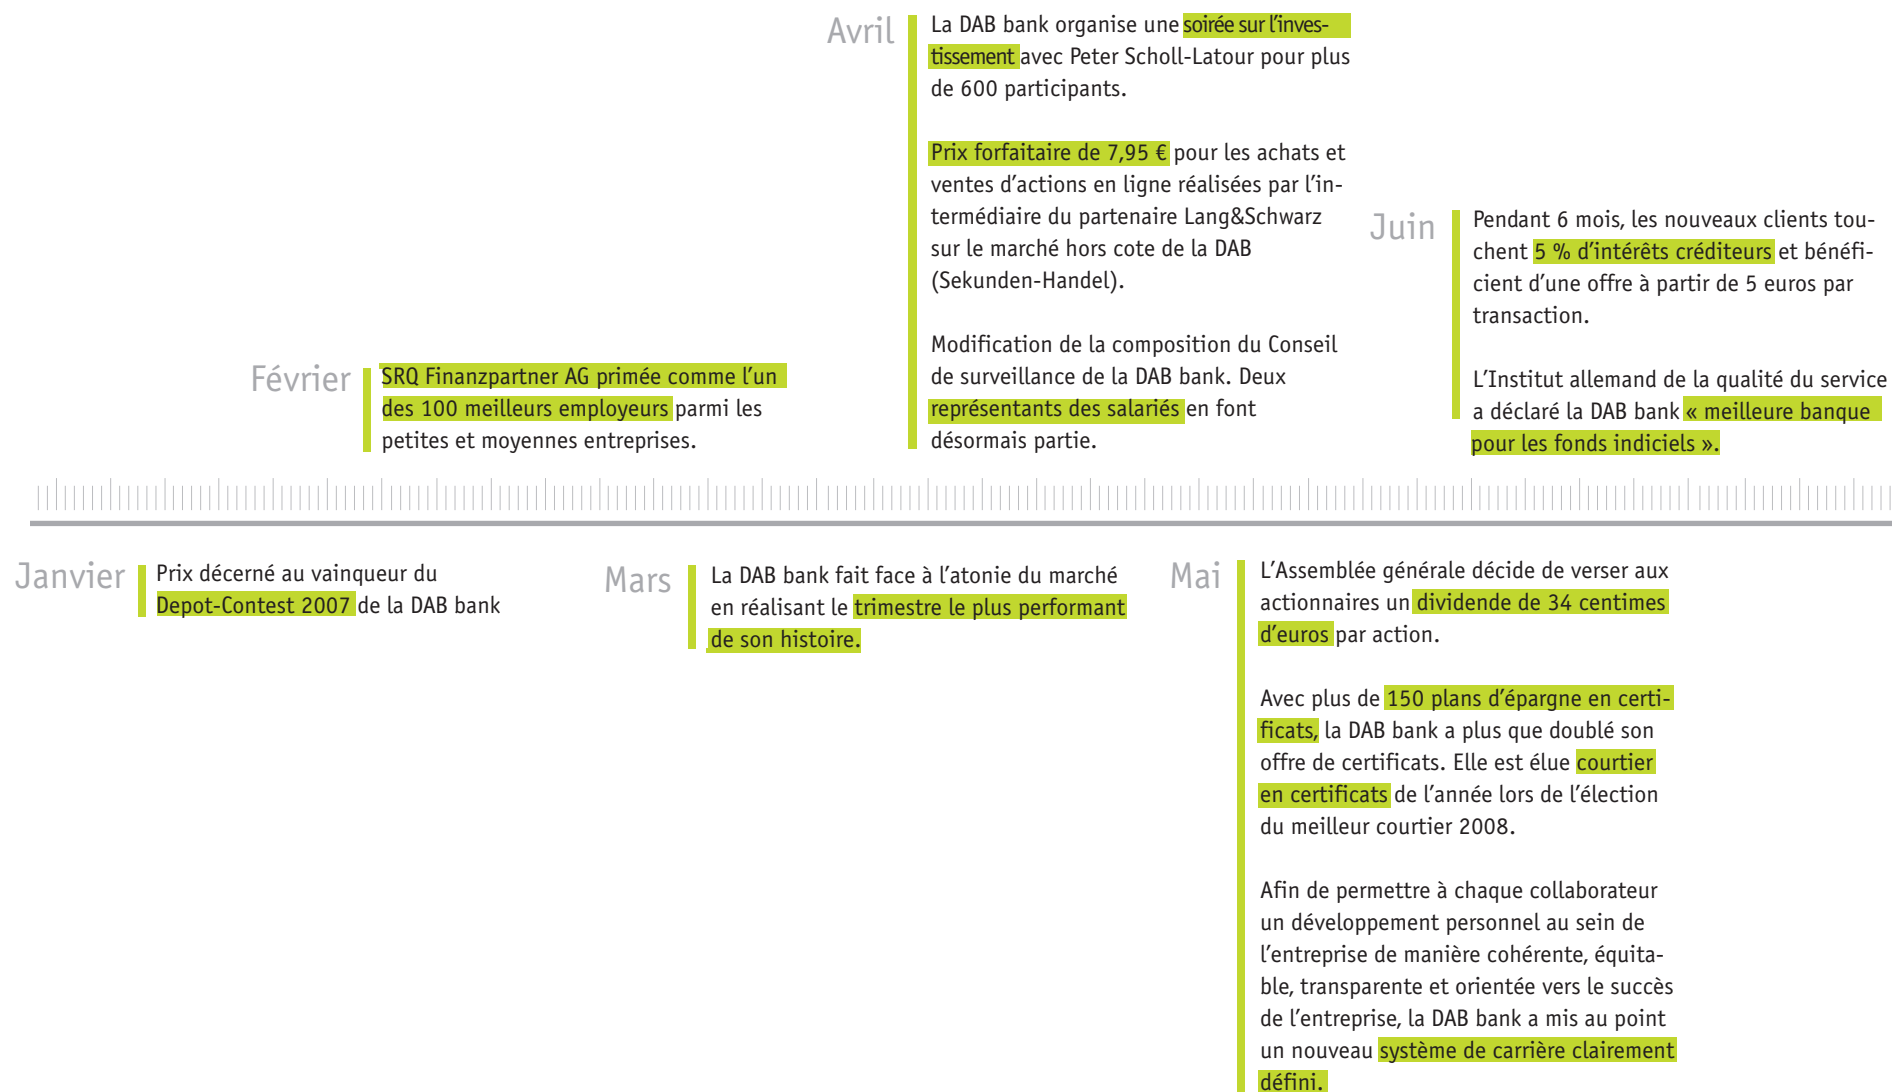 Avril
La DAB bank organise une soirée sur l’inves-
tissement avec Peter Scholl-Latour pour plus
de 600 participants.
Prix forfaitaire de 7,95 € pour les achats et
ventes d’actions en ligne réalisées par l’in-
termédiaire du partenaire Lang&Schwarz
sur le marché hors cote de la DAB
(Sekunden-Handel).
Modification de la composition du Conseil
de surveillance de la DAB bank. Deux
représentants des salariés en font
désormais partie.
Juin
Pendant 6 mois, les nouveaux clients tou-
chent 5 % d’intérêts créditeurs et bénéfi-
cient d’une offre à partir de 5 euros par
transaction.
L’Institut allemand de la qualité du service
a déclaré la DAB bank « meilleure banque
pour les fonds indiciels ».
Février
SRQ Finanzpartner AG primée comme l’un
des 100 meilleurs employeurs parmi les
petites et moyennes entreprises.
Janvier
Prix décerné au vainqueur du
Depot-Contest 2007 de la DAB bank
Mars
La DAB bank fait face à l’atonie du marché
en réalisant le trimestre le plus performant
de son histoire.
Mai
L’Assemblée générale décide de verser aux
actionnaires un dividende de 34 centimes
d’euros par action.
Avec plus de 150 plans d’épargne en certi-
ficats, la DAB bank a plus que doublé son
offre de certificats. Elle est élue courtier
en certificats de l’année lors de l’élection
du meilleur courtier 2008.
Afin de permettre à chaque collaborateur
un développement personnel au sein de
l’entreprise de manière cohérente, équita-
ble, transparente et orientée vers le succès
de l’entreprise, la DAB bank a mis au point
un nouveau système de carrière clairement
défini.